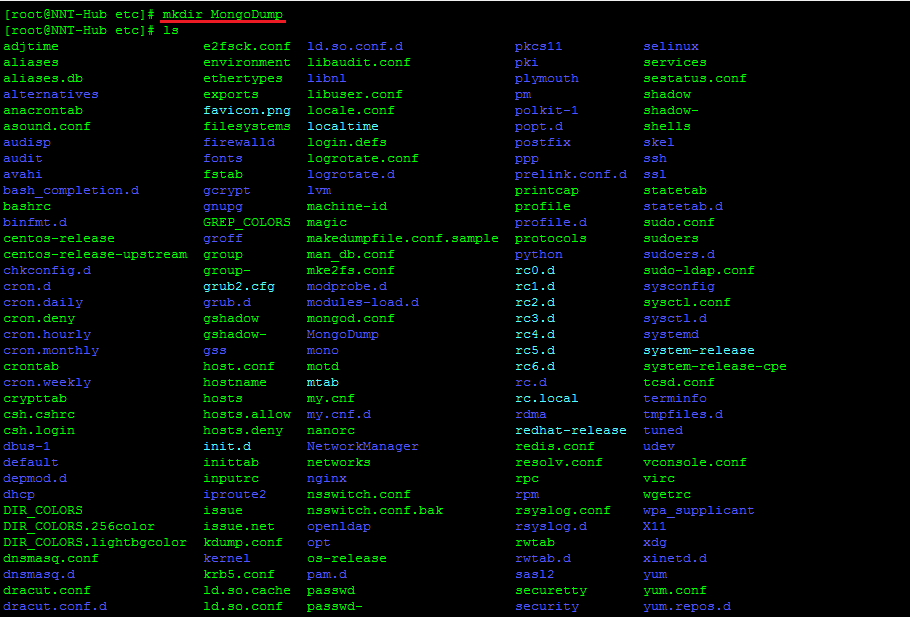 [root@NNT-Hub etc]# mkdir MongoDump
[root@NNT-Hub etc]# ls
adjtime e2fsck.conf ld.so.conf.d pkcs11 selinux
aliases environment libaudit.conf pki services
aliases.db ethertypes libnl plymouth sestatus.conf
alternatives exports libuser.conf pm shadow
anacrontab favicon.png locale.conf polkit-1 shadow-
asound.conf filesystems localtime popt.d shells
audisp firewalld login.defs postfix skel
audit fonts logrotate.conf ppp ssh
avahi fstab logrotate.d prelink.conf.d ssl
bash_completion.d gcrypt lvm printcap statetab
bashrc gnupg machine-id profile statetab.d
binfmt.d GREP_COLORS magic profile.d sudo.conf
centos-release groff makedumpfile.conf.sample protocols sudoers
centos-release-upstream group man_db.conf python sudoers.d
chkconfig.d group- mke2fs.conf rc0.d sudo-ldap.conf
cron.d grub2.cfg modprobe.d rc1.d sysconfig
cron.daily grub.d modules-load.d rc2.d sysctl.conf
cron.deny gshadow mongod.conf rc3.d sysctl.d
cron.hourly gshadow- MongoDump rc4.d systemd
cron.monthly gss mono rc5.d system-release
crontab host.conf motd rc6.d system-release-cpe
cron.weekly hostname mtab rc.d tcsd.conf
crypttab hosts my.cnf rc.local terminfo
csh.cshrc hosts.allow my.cnf.d rdma tmpfiles.d
csh.login hosts.deny nanorc redhat-release tuned
dbus-1 init.d NetworkManager redis.conf udev
default inittab networks resolv.conf vconsole.conf
depmod.d inputrc nginx rpc virc
dhcp iproute2 nsswitch.conf rpm wgetrc
DIR_COLORS issue nsswitch.conf.bak rsyslog.conf wpa_supplicant
DIR_COLORS.256color issue.net openldap rsyslog.d X11
DIR_COLORS.lightbgcolor kdump.conf opt rwtab xdg
dnsmasq.conf kernel os-release rwtab.d xinetd.d
dnsmasq.d krb5.conf pam.d sasl2 yum
dracut.conf ld.so.cache passwd securetty yum.conf
dracut.conf.d ld.so.conf passwd- security yum.repos.d